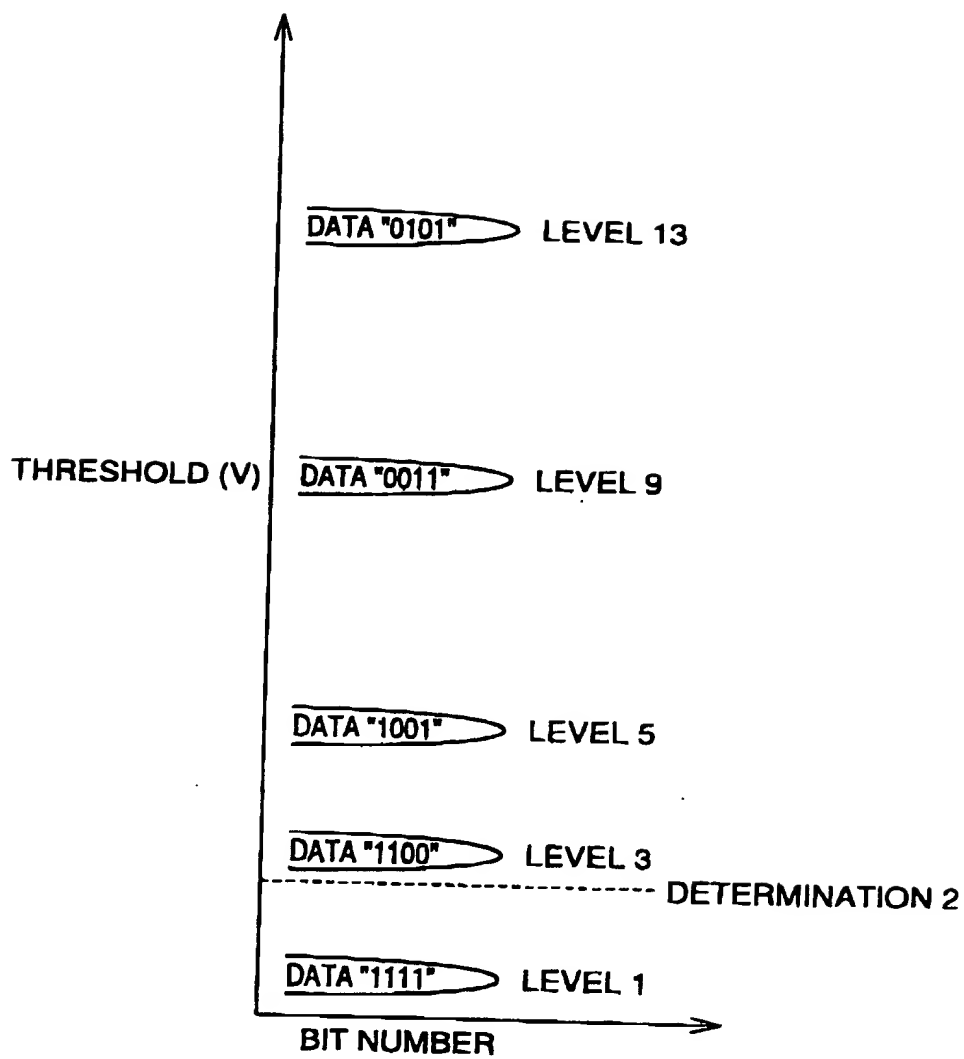 DATA "0101" LEVEL 13
THRESHOLD (V) DATA "0011" LEVEL 9
DATA "1001" LEVEL 5
DATA "1100" LEVEL 3
DETERMINATION 2
DATA "1111" LEVEL 1
BIT NUMBER